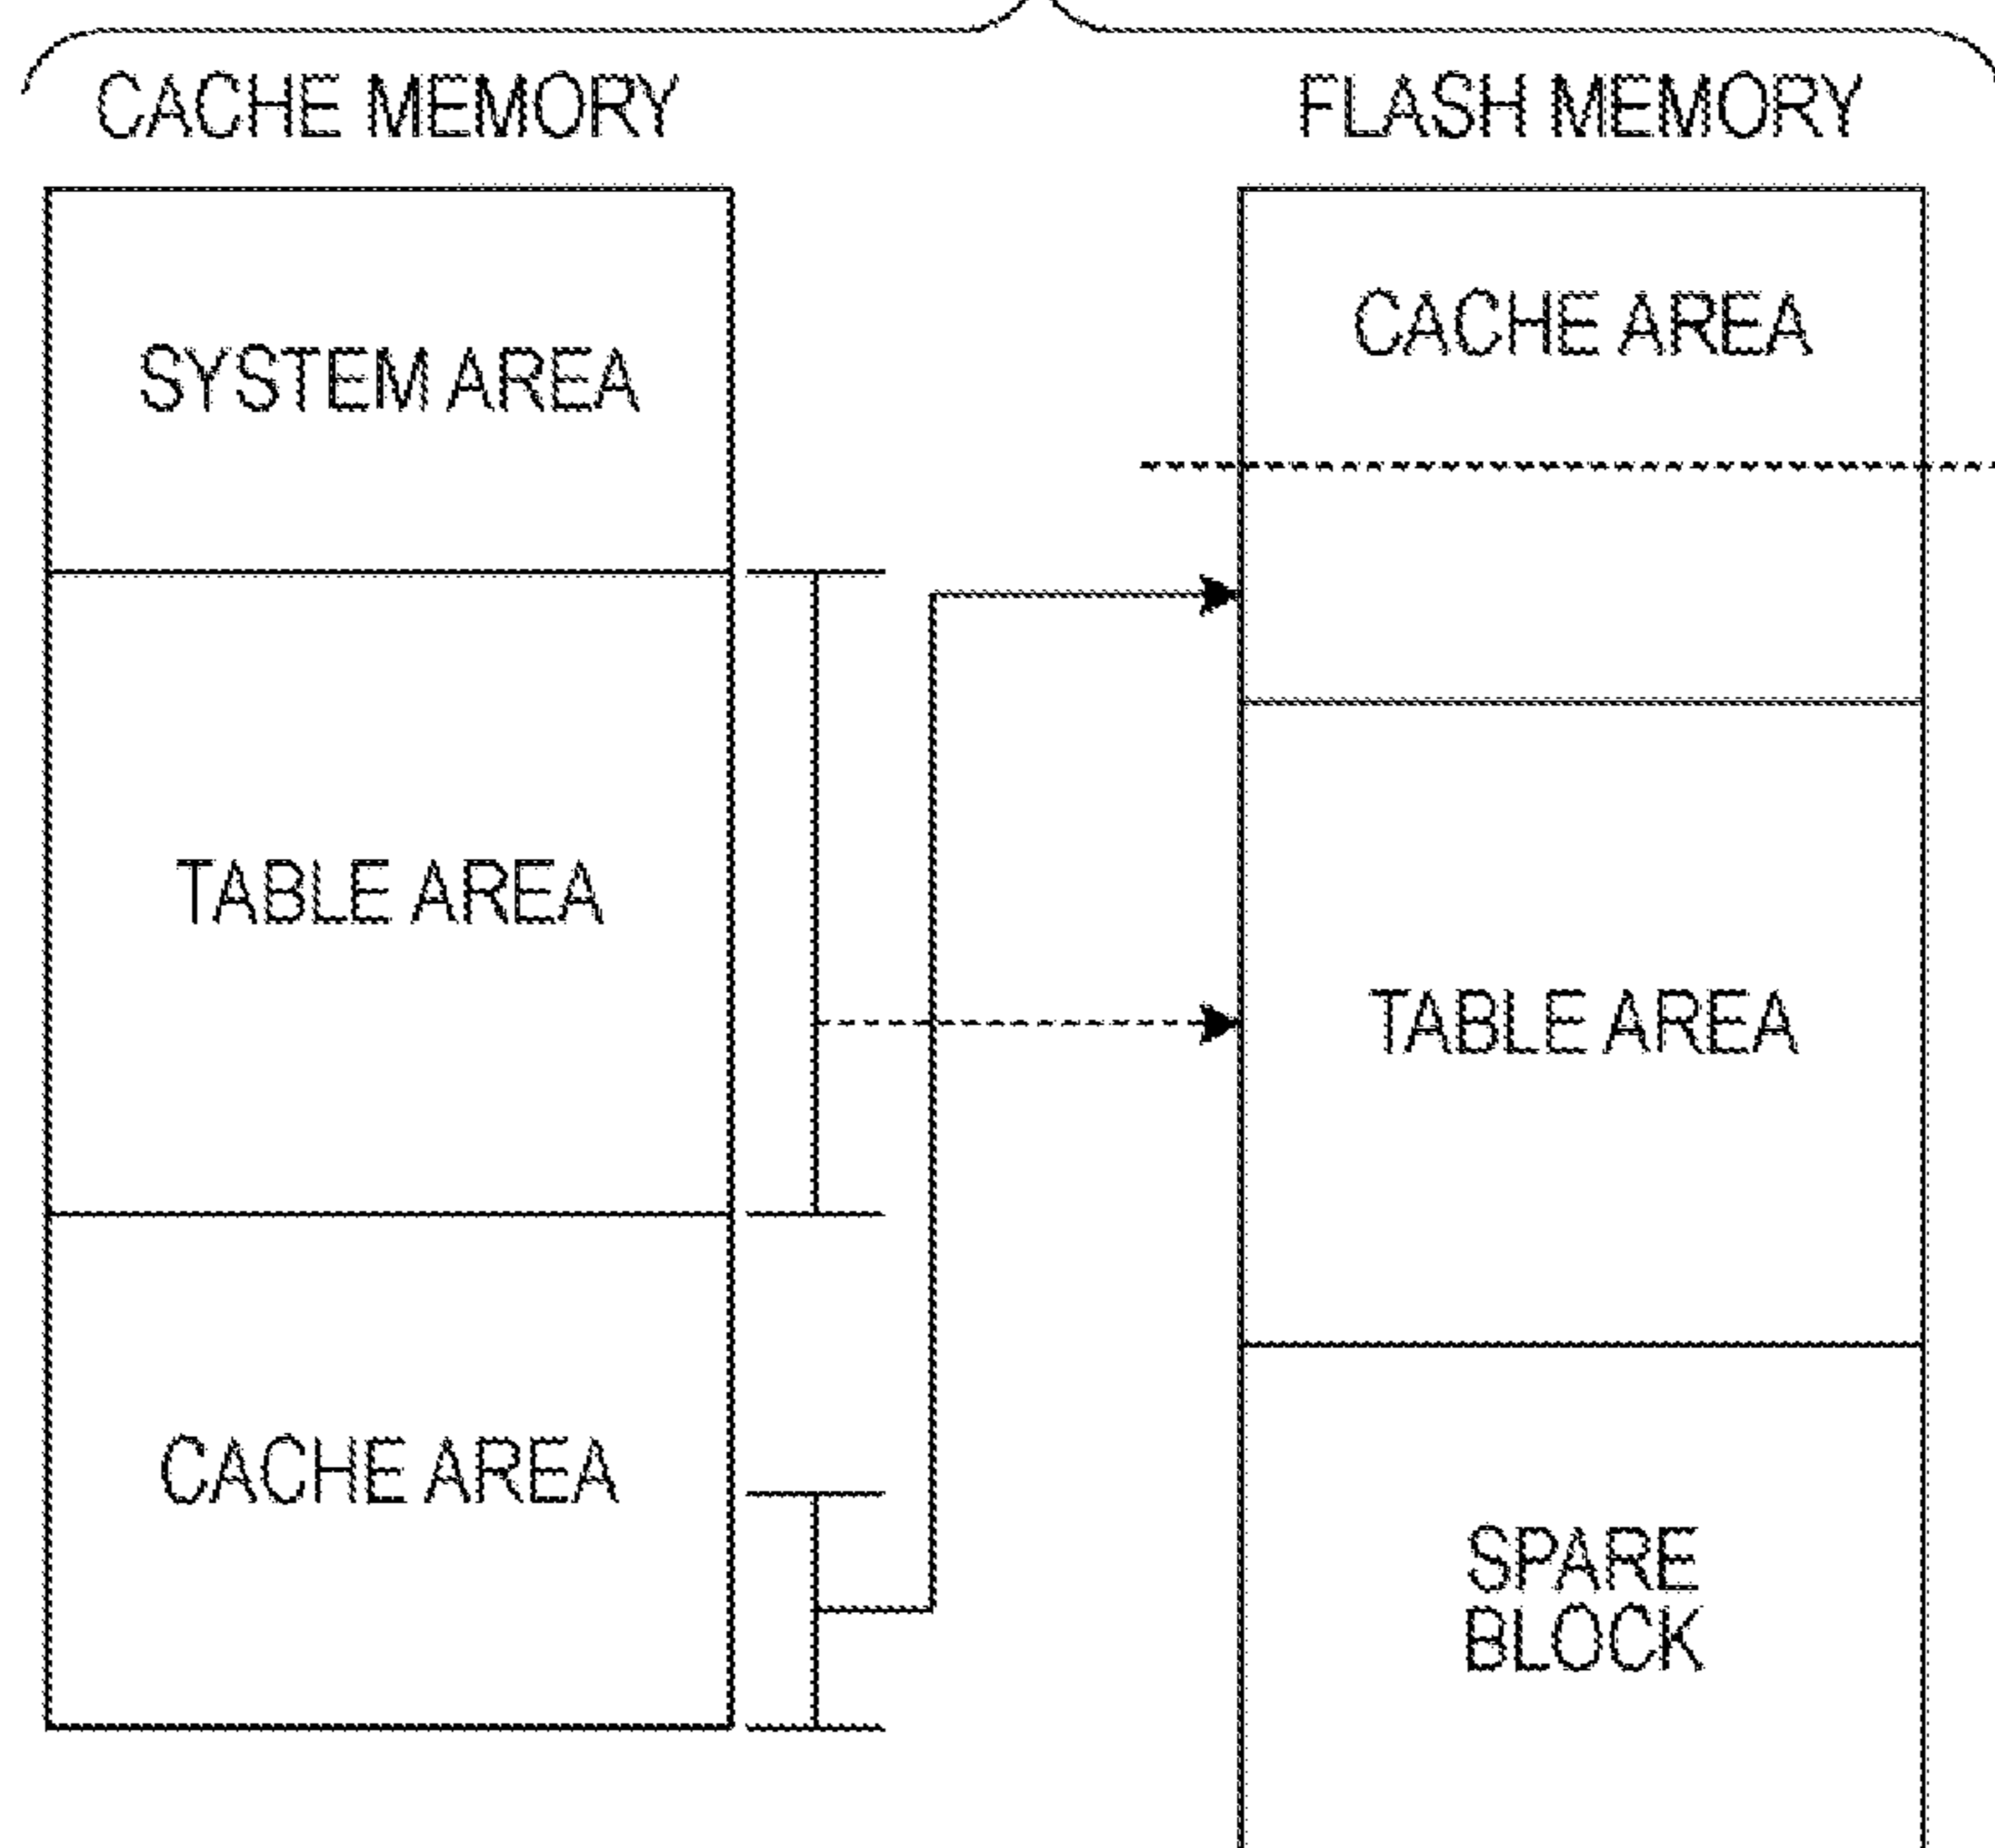 CACHE MEMORY
FLASH MEMORY
SYSTEM AREA
TABLE AREA
CACHE AREA
CACHE AREA
TABLE AREA
SPARE
BLOCK